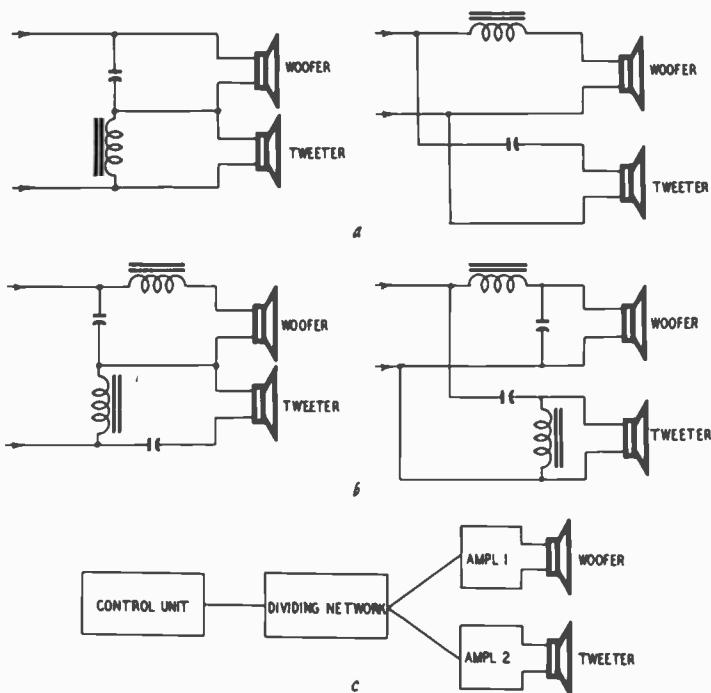 WOOFER
TWEETER
WOOFER
TWEETER
a
WOOFER
TWEETER
WOOFER
TWEETER
b
CONTROL UNIT
DIVIDING NETWORK
AMPL 1
WOOFER
AMPL 2
TWEETER
c